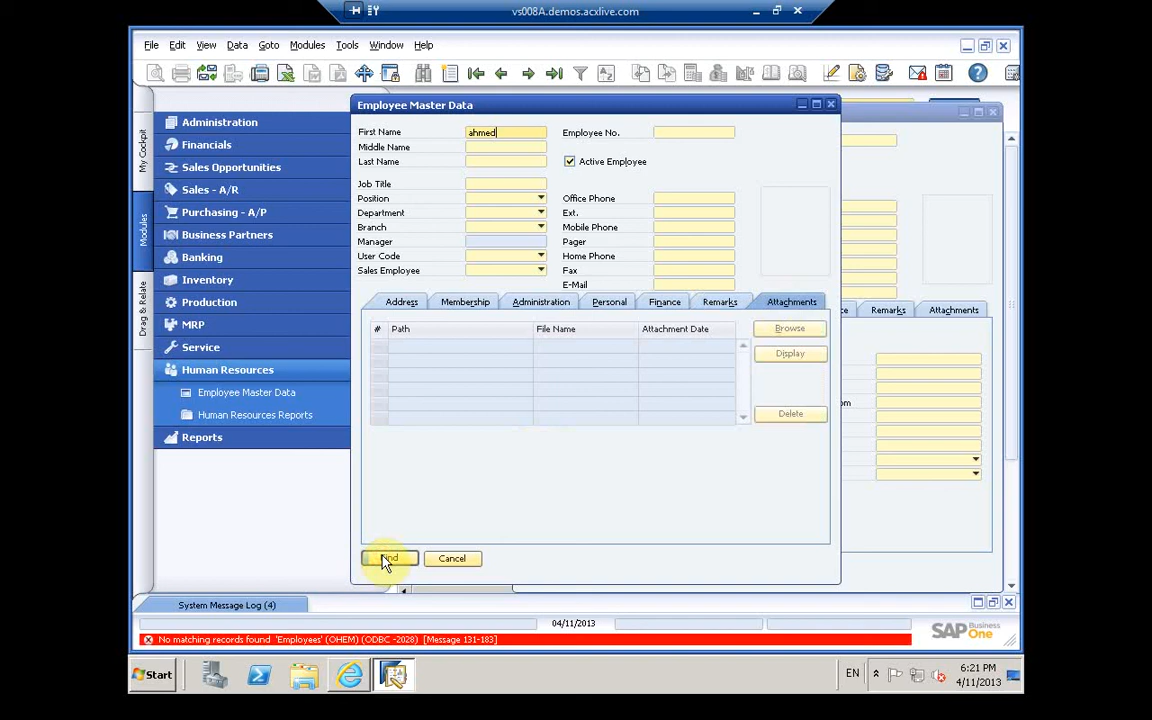 vs008A.demos.acxlive.com
File Edit View Data Goto Modules Tools Window Help
Employee Master Data
My Cockpit
Modules
Drag & Relate
Administration
Financials
Sales Opportunities
Sales - A/R
Purchasing - A/P
Business Partners
Banking
Inventory
Production
MRP
Service
Human Resources
Employee Master Data
Human Resources Reports
Reports
First Name ahmed Employee No.
Middle Name
Last Name Active Employee
Job Title
Position Office Phone
Department Ext.
Branch Mobile Phone
Manager Pager
User Code Home Phone
Sales Employee Fax
E-Mail
Address Membership Administration Personal Finance Remarks Attachments
# Path File Name Attachment Date Browse
Display
Delete
ce Remarks Attachments
om
Find Cancel
System Message Log (4)
04/11/2013
No matching records found 'Employees' (OHEM) (ODBC -2028) [Message 131-183]
SAP Business One
Start EN 6:21 PM
4/11/2013